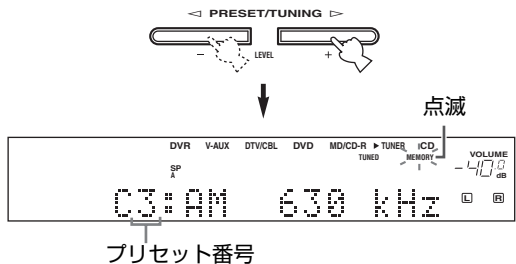 ◁ PRESET/TUNING ▷
− LEVEL +
点滅
DVR V-AUX DTV/CBL DVD MD/CD-R ▶TUNER CD
TUNED MEMORY
VOLUME
SP
A
-40.0 dB
C3:AM 630 kHz
L R
プリセット番号